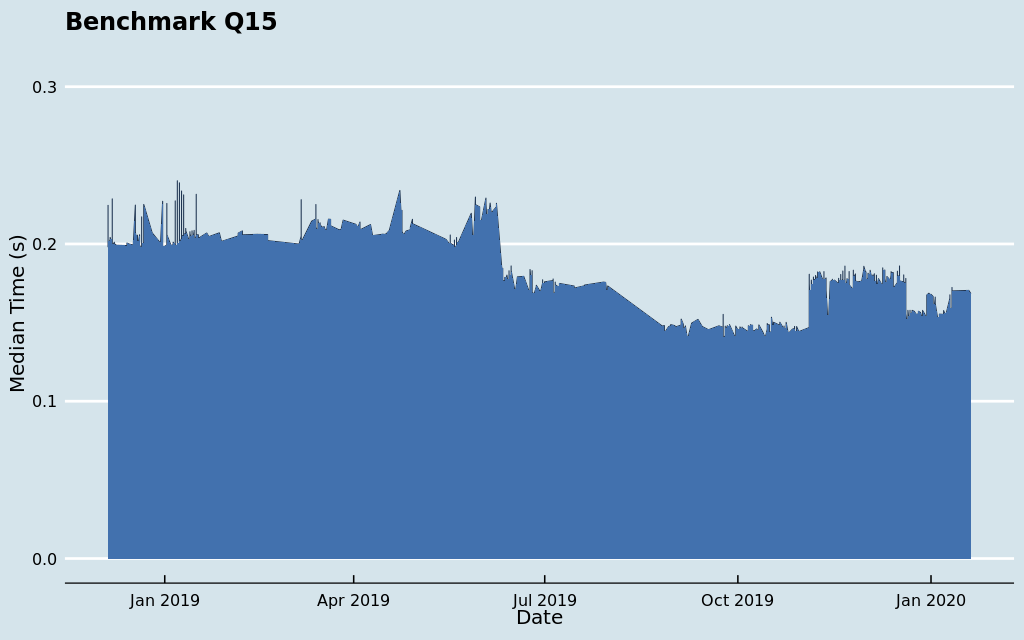 Benchmark Q15
Median Time (s)
0.3
0.2
0.1
0.0
Jan 2019
Apr 2019
Jul 2019
Oct 2019
Jan 2020
Date